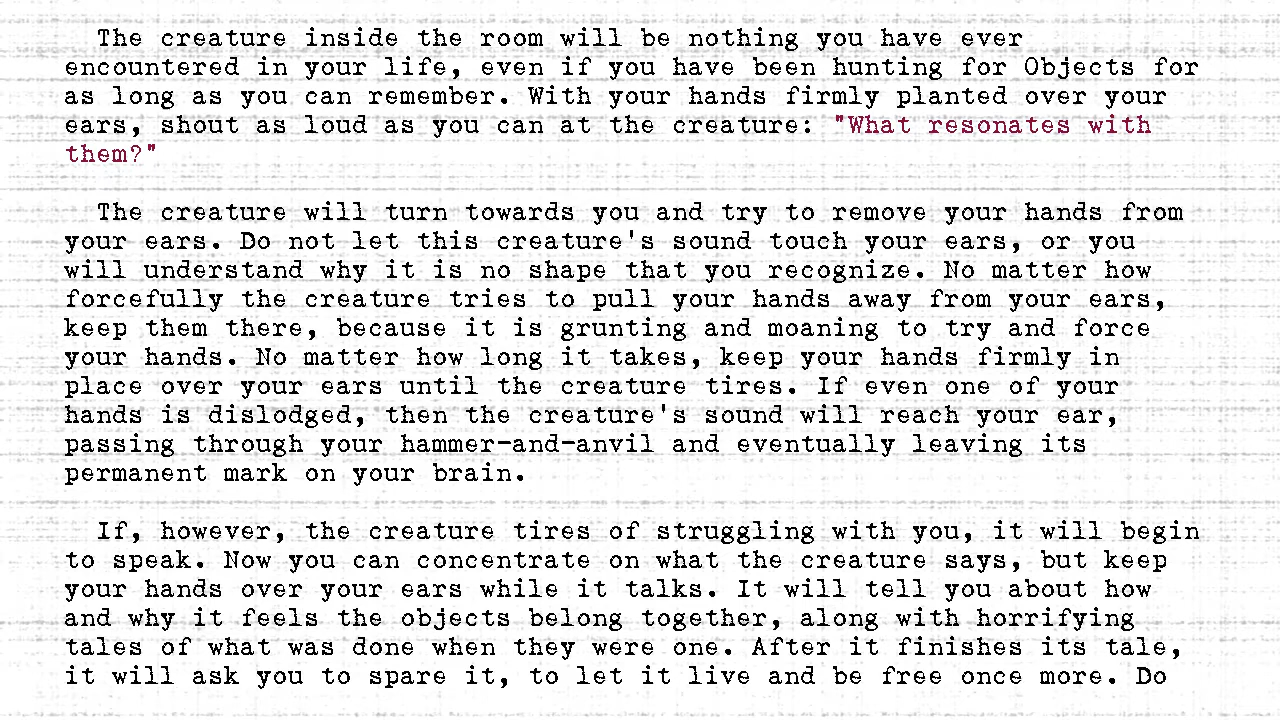 The creature inside the room will be nothing you have ever
encountered in your life, even if you have been hunting for Objects for
as long as you can remember. With your hands firmly planted over your
ears, shout as loud as you can at the creature: "What resonates with
them?"
The creature will turn towards you and try to remove your hands from
your ears. Do not let this creature's sound touch your ears, or you
will understand why it is no shape that you recognize. No matter how
forcefully the creature tries to pull your hands away from your ears,
keep them there, because it is grunting and moaning to try and force
your hands. No matter how long it takes, keep your hands firmly in
place over your ears until the creature tires. If even one of your
hands is dislodged, then the creature's sound will reach your ear,
passing through your hammer-and-anvil and eventually leaving its
permanent mark on your brain.
If, however, the creature tires of struggling with you, it will begin
to speak. Now you can concentrate on what the creature says, but keep
your hands over your ears while it talks. It will tell you about how
and why it feels the objects belong together, along with horrifying
tales of what was done when they were one. After it finishes its tale,
it will ask you to spare it, to let it live and be free once more. Do